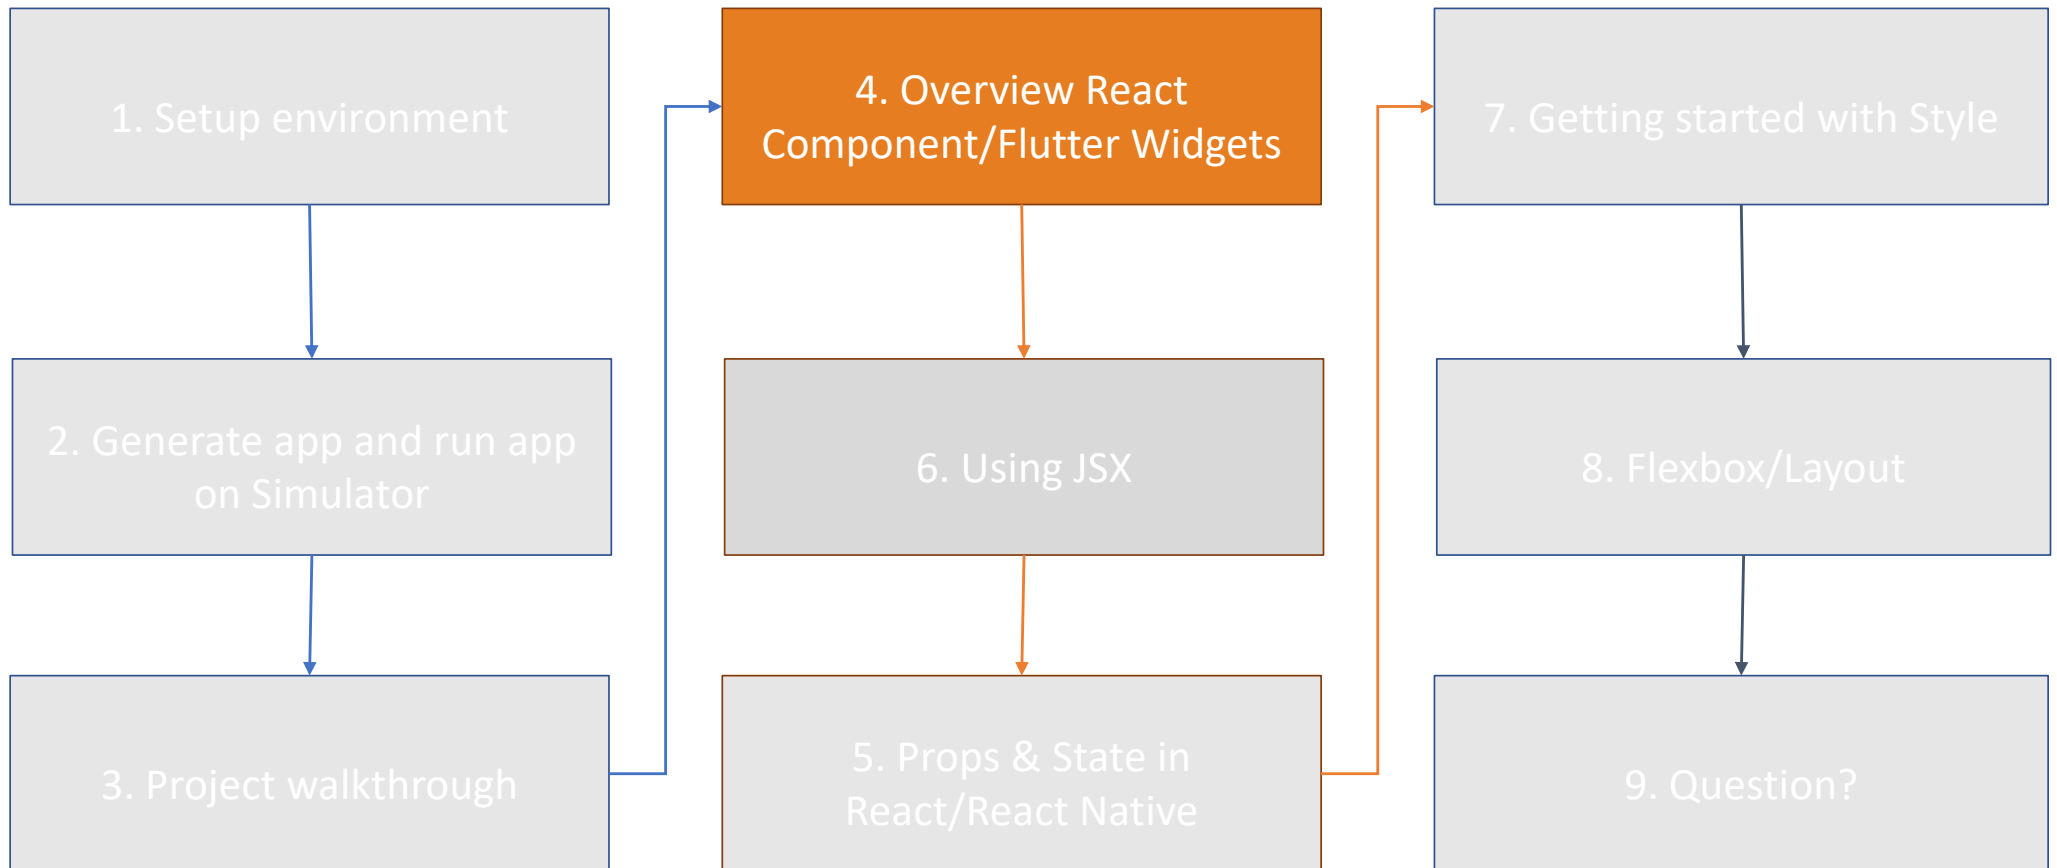 1. Setup environment
2. Generate app and run app
on Simulator
3. Project walkthrough
4. Overview React
Component/Flutter Widgets
6. Using JSX
5. Props & State in
React/React Native
7. Getting started with Style
8. Flexbox/Layout
9. Question?